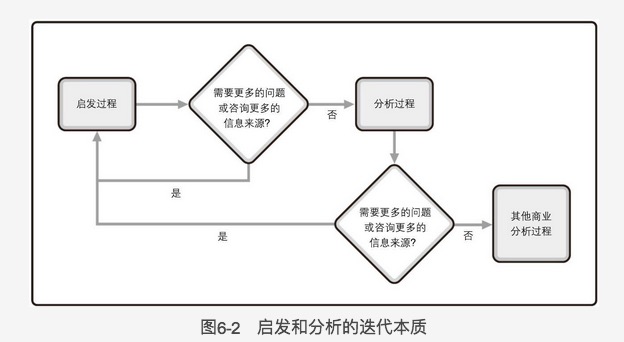 启发过程
需要更多的问题
或咨询更多的
信息来源?
否
分析过程
是
需要更多的问题
或咨询更多的
信息来源?
是
否
其他商业
分析过程
图6-2 启发和分析的迭代本质